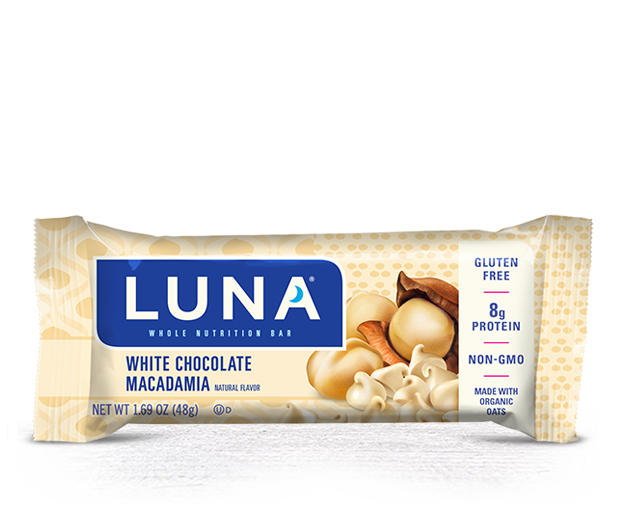 LUNA®
WHOLE NUTRITION BAR
WHITE CHOCOLATE
MACADAMIA NATURAL FLAVOR
NET WT 1.69 OZ (48g) Ⓤ D
GLUTEN
FREE
8g
PROTEIN
NON-GMO
MADE WITH
ORGANIC
OATS